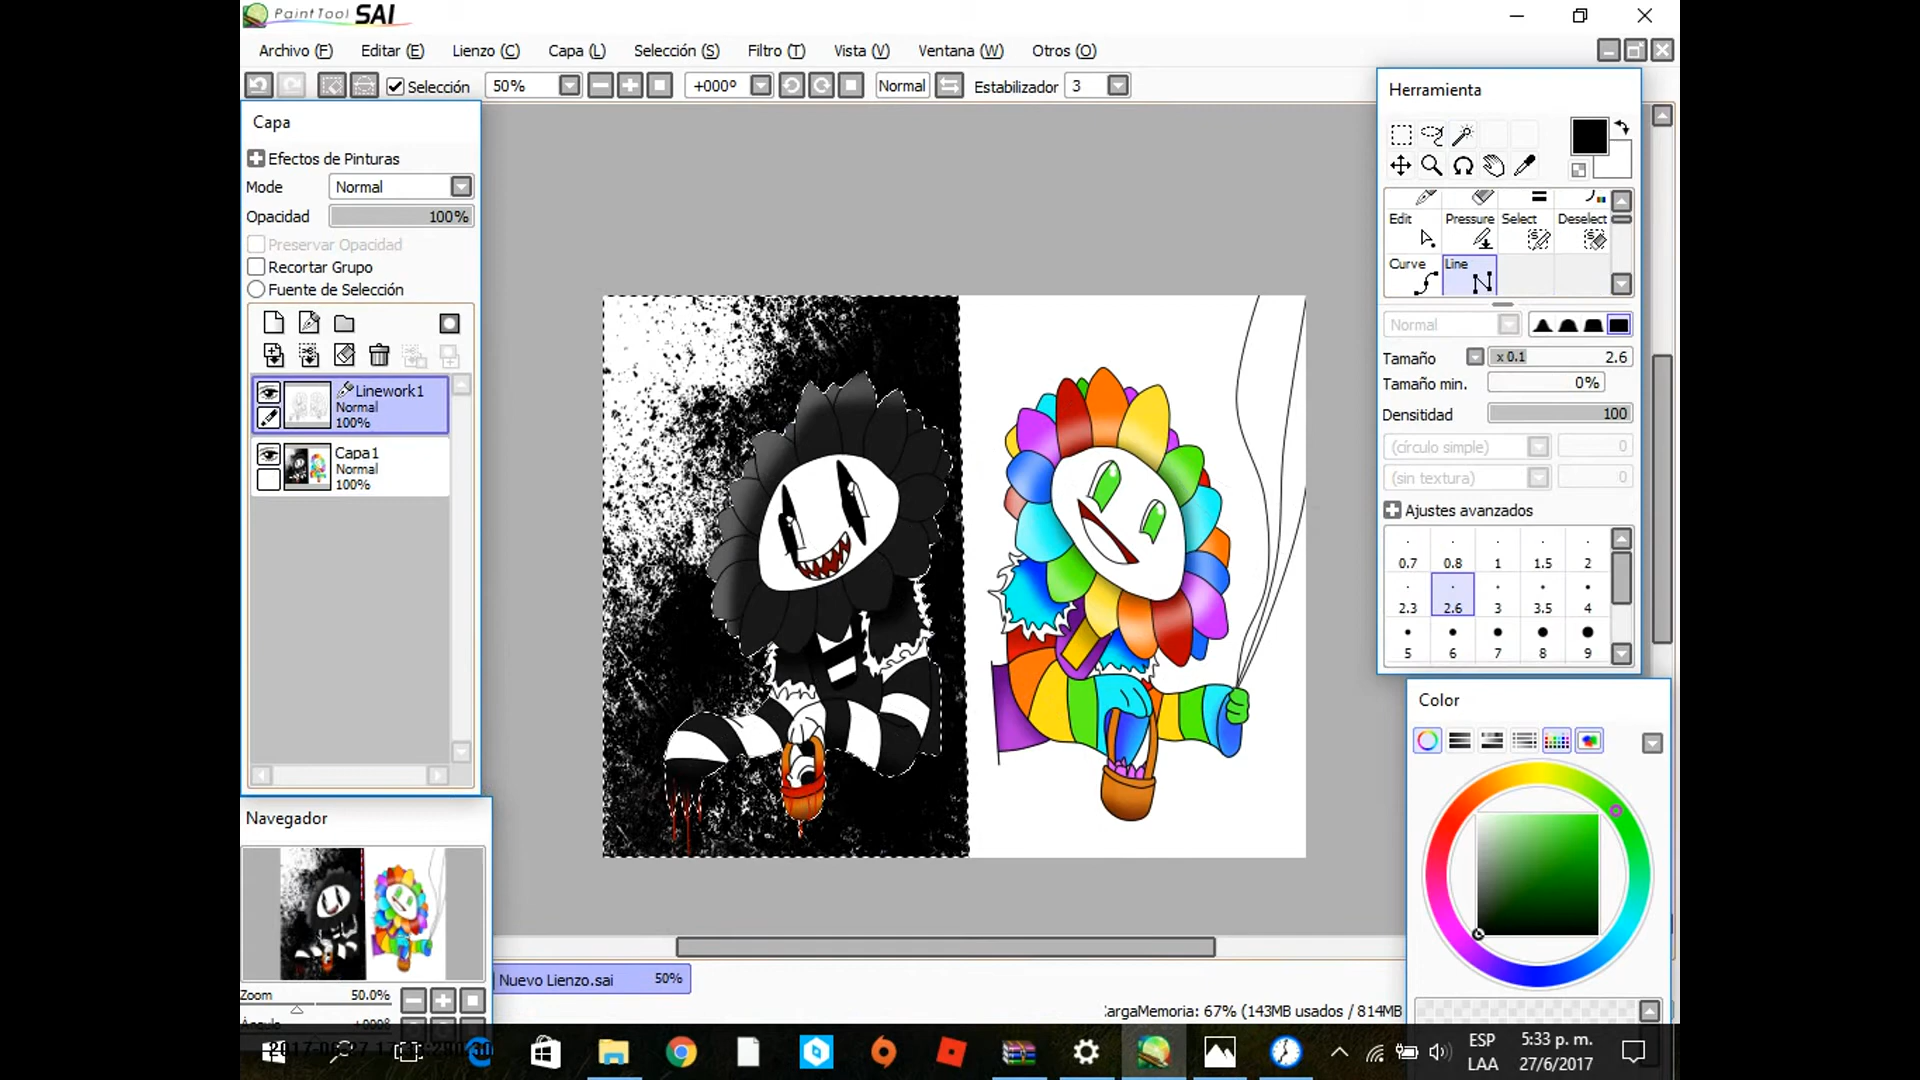 PaintTool SAI
Archivo (F) Editar (E) Lienzo (C) Capa (L) Selección (S) Filtro (T) Vista (V) Ventana (W) Otros (O)
Selección 50% +000º Normal Estabilizador 3
Capa
Efectos de Pinturas
Mode Normal
Opacidad 100%
Preservar Opacidad
Recortar Grupo
Fuente de Selección
Linework1
Normal
100%
Capa1
Normal
100%
Navegador
Zoom 50.0%
Ángulo +000º
Nuevo Lienzo.sai 50%
argaMemoria: 67% (143MB usados / 814MB
Herramienta
Edit Pressure Select Deselect
Curve Line
Normal
Tamaño x 0.1 2.6
Tamaño min. 0%
Densitidad 100
(círculo simple) 0
(sin textura) 0
Ajustes avanzados
0.7 0.8 1 1.5 2
2.3 2.6 3 3.5 4
5 6 7 8 9
Color
ESP
LAA
5:33 p. m.
27/6/2017